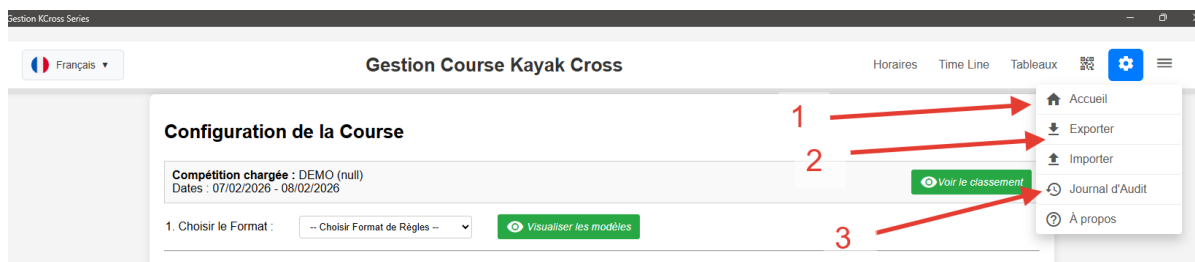 Gestion KCross Series
Français ▼
Gestion Course Kayak Cross
Horaires Time Line Tableaux
1
Accueil
Configuration de la Course
2
Exporter
Importer
Compétition chargée : DEMO (null)
Dates : 07/02/2026 - 08/02/2026
Voir le classement
Journal d'Audit
1. Choisir le Format :
-- Choisir Format de Règles --
Visualiser les modèles
3
À propos